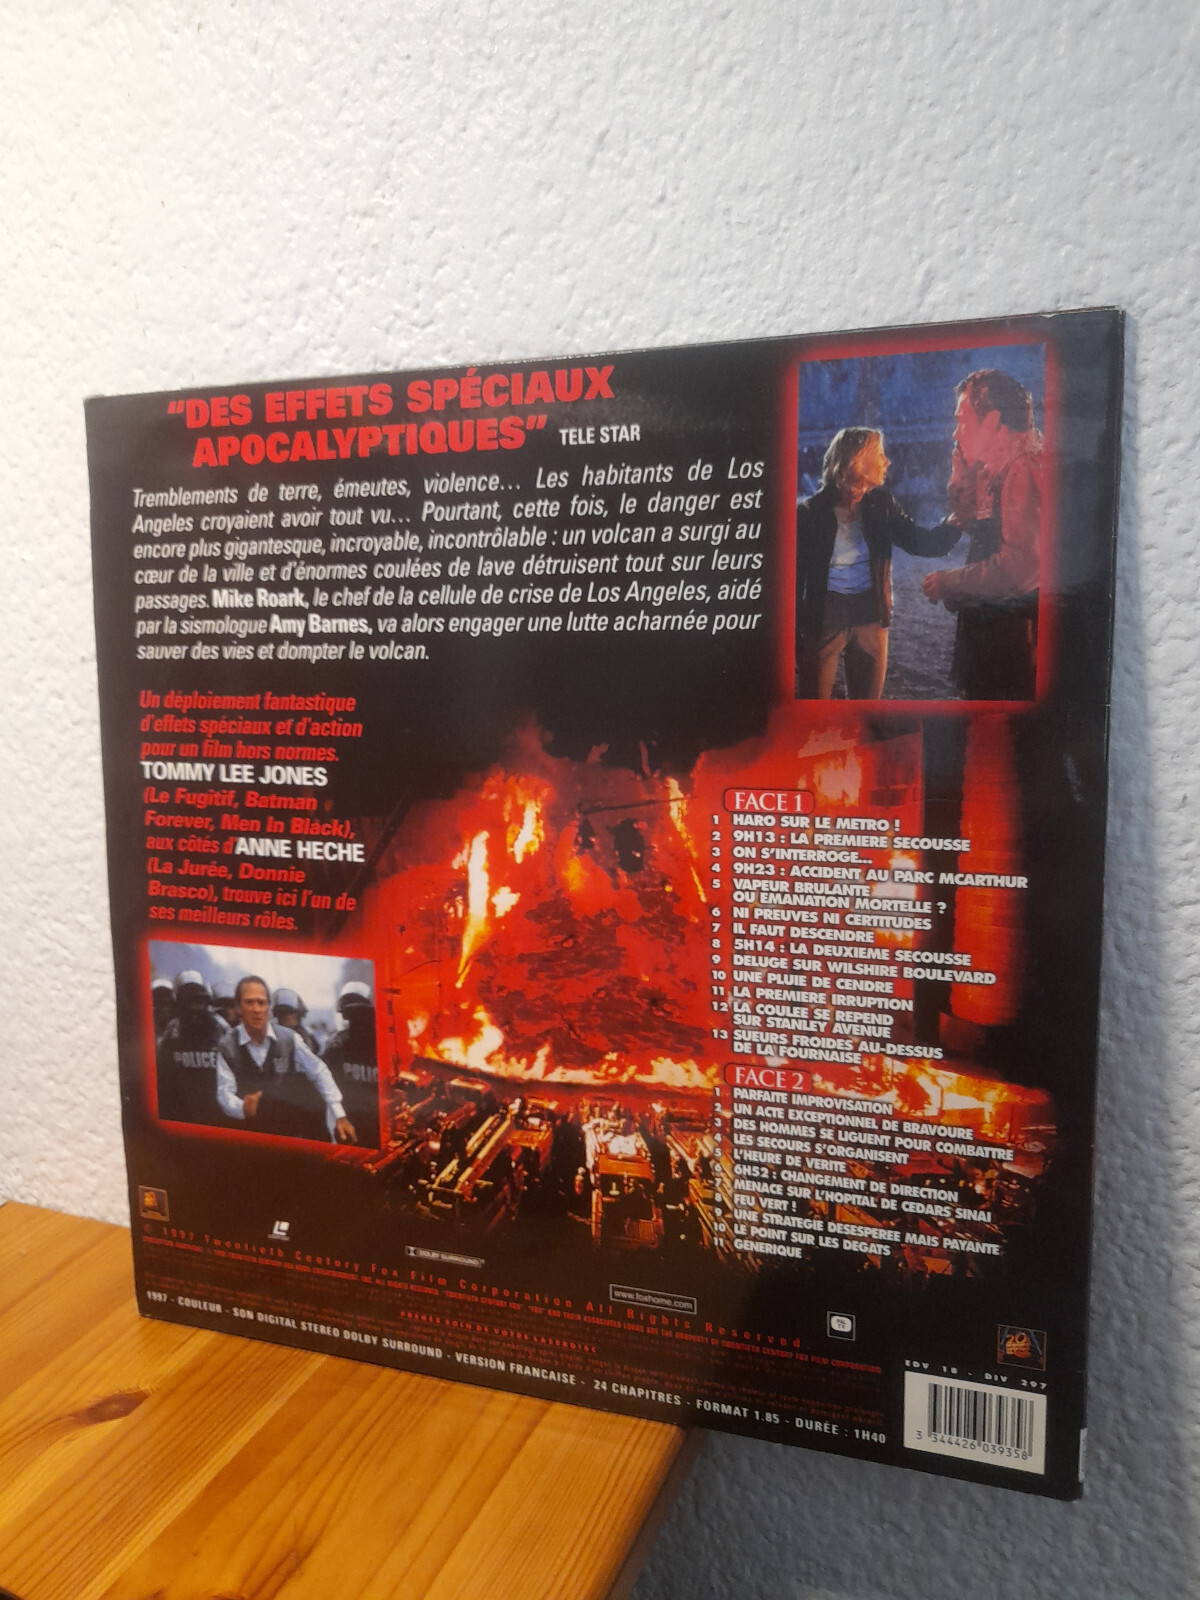 "DES EFFETS SPÉCIAUX
APOCALYPTIQUES" TELE STAR
Tremblements de terre, émeutes, violence... Les habitants de Los
Angeles croyaient avoir tout vu... Pourtant, cette fois, le danger est
encore plus gigantesque, incroyable, incontrôlable : un volcan a surgi au
cœur de la ville et d'énormes coulées de lave détruisent tout sur leurs
passages. Mike Roark, le chef de la cellule de crise de Los Angeles, aidé
par la sismologue Amy Barnes, va alors engager une lutte acharnée pour
sauver des vies et dompter le volcan.
Un déploiement fantastique
d'effets spéciaux et d'action
pour un film hors normes.
TOMMY LEE JONES
(Le Fugitif, Batman
Forever, Men In Black),
aux côtés d'ANNE HECHE
(La Jurée, Donnie
Brasco), trouve ici l'un de
ses meilleurs rôles.
POLICE
POLIC
FACE 1
1 HARO SUR LE METRO !
2 9H13 : LA PREMIERE SECOUSSE
3 ON S'INTERROGE...
4 9H23 : ACCIDENT AU PARC MCARTHUR
5 VAPEUR BRULANTE
OU EMANATION MORTELLE ?
6 NI PREUVES NI CERTITUDES
7 IL FAUT DESCENDRE
8 5H14 : LA DEUXIEME SECOUSSE
9 DELUGE SUR WILSHIRE BOULEVARD
10 UNE PLUIE DE CENDRE
11 LA PREMIERE IRRUPTION
12 LA COULEE SE REPEND
SUR STANLEY AVENUE
13 SUEURS FROIDES AU-DESSUS
DE LA FOURNAISE
FACE 2
1 PARFAITE IMPROVISATION
2 UN ACTE EXCEPTIONNEL DE BRAVOURE
3 DES HOMMES SE LIGUENT POUR COMBATTRE
4 LES SECOURS S'ORGANISENT
5 L'HEURE DE VERITE
6 6H52 : CHANGEMENT DE DIRECTION
7 MENACE SUR L'HOPITAL DE CEDARS SINAI
8 FEU VERT !
9 UNE STRATEGIE DESESPEREE MAIS PAYANTE
10 LE POINT SUR LES DEGATS
11 GENERIQUE
DOLBY SURROUND
www.foxhome.com
© 1997 Twentieth Century Fox Film Corporation All Rights Reserved.
PRENEZ SOIN DE VOTRE LASERDISC
1997 - COULEUR - SON DIGITAL STEREO DOLBY SURROUND - VERSION FRANCAISE - 24 CHAPITRES - FORMAT 1.85 - DURÉE : 1H40
EDV 18 - DIV 297
3 344426 039358